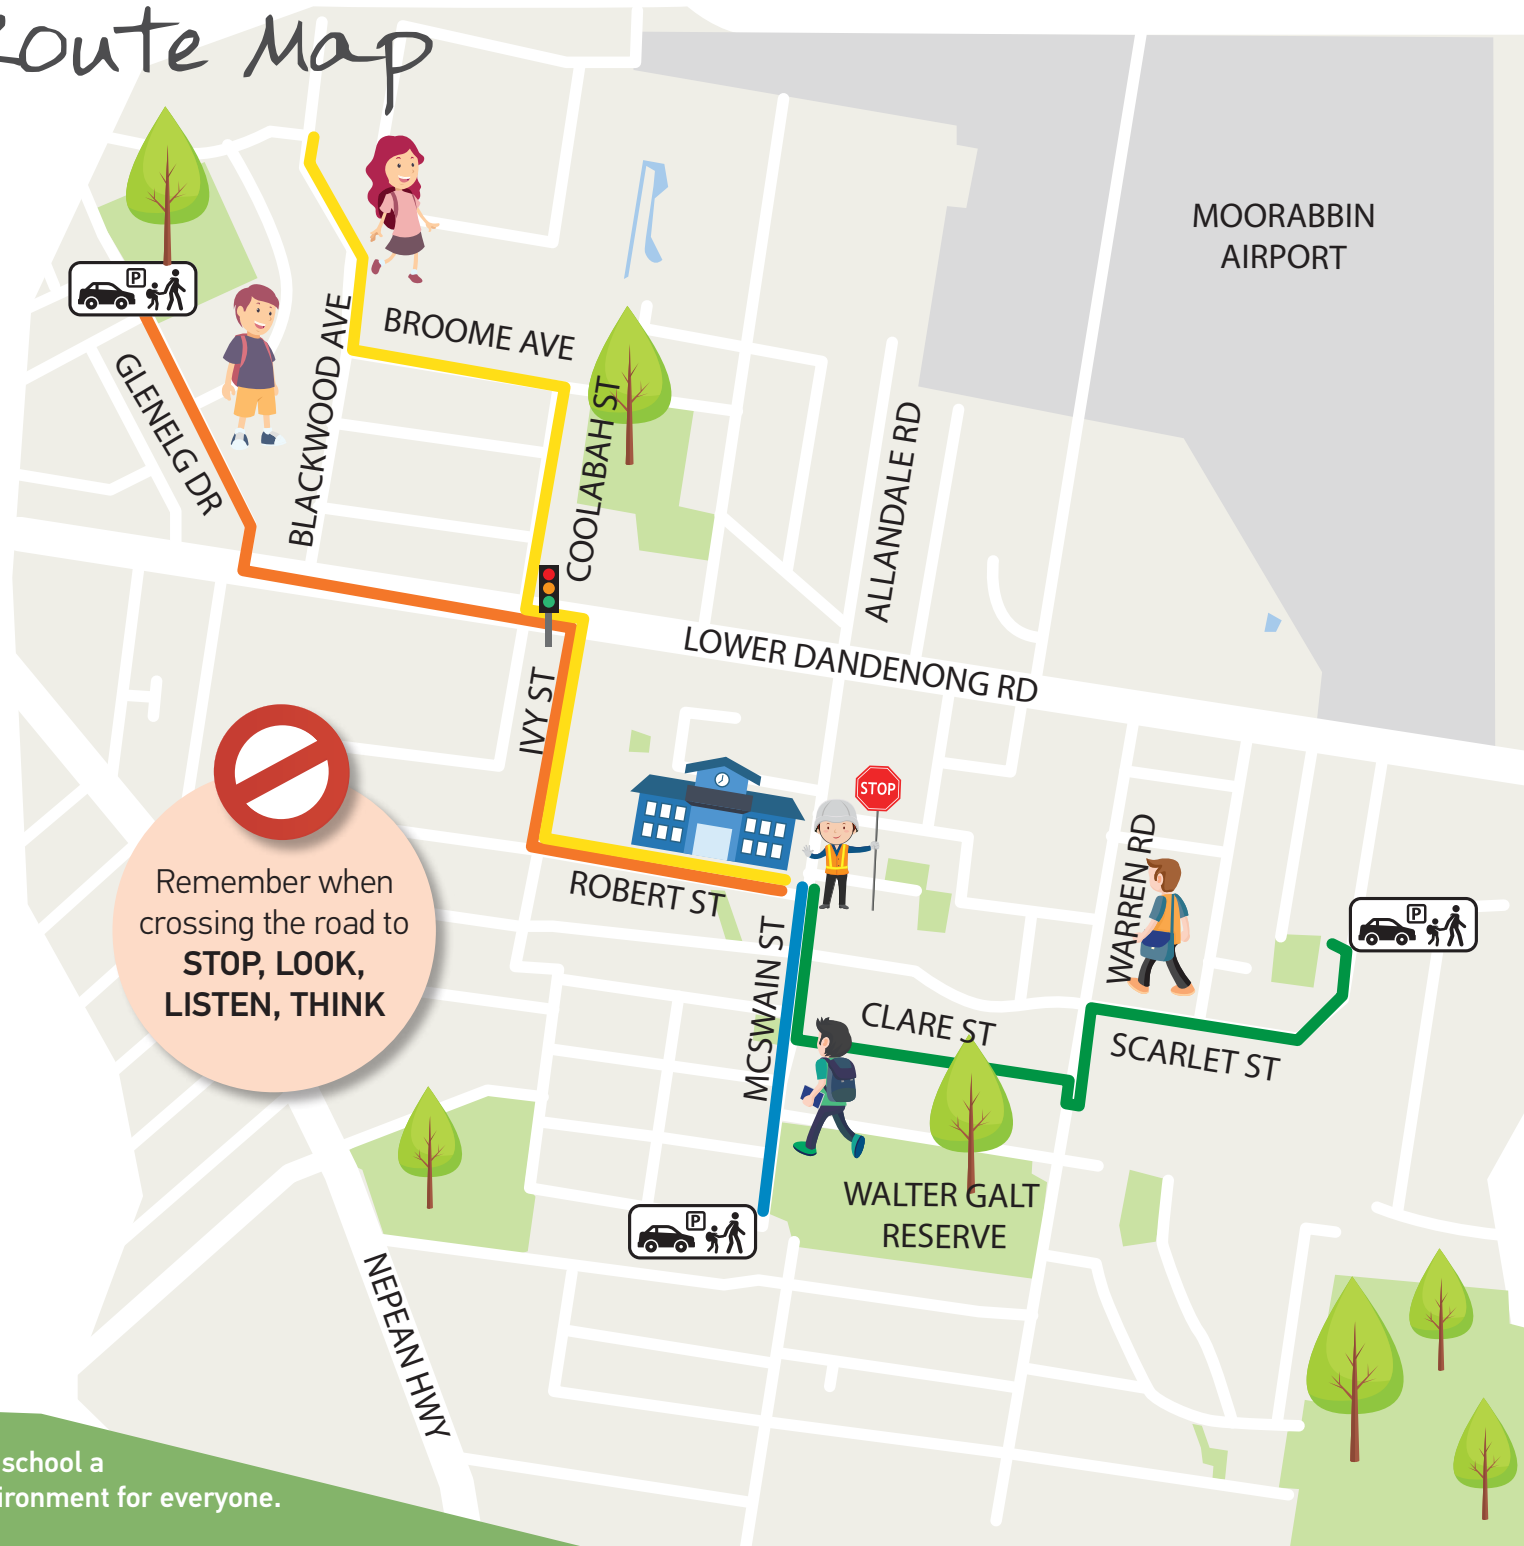 Route Map
MOORABBIN
AIRPORT
P
BROOME AVE
BLACKWOOD AVE
GLENELG DR
COOLABAH ST
ALLANDALE RD
LOWER DANDENONG RD
IVY ST
STOP
ROBERT ST
WARREN RD
P
Remember when
crossing the road to
STOP, LOOK,
LISTEN, THINK
MCSWAIN ST
CLARE ST
SCARLET ST
WALTER GALT
RESERVE
P
NEPEAN HWY
school a
ironment for everyone.